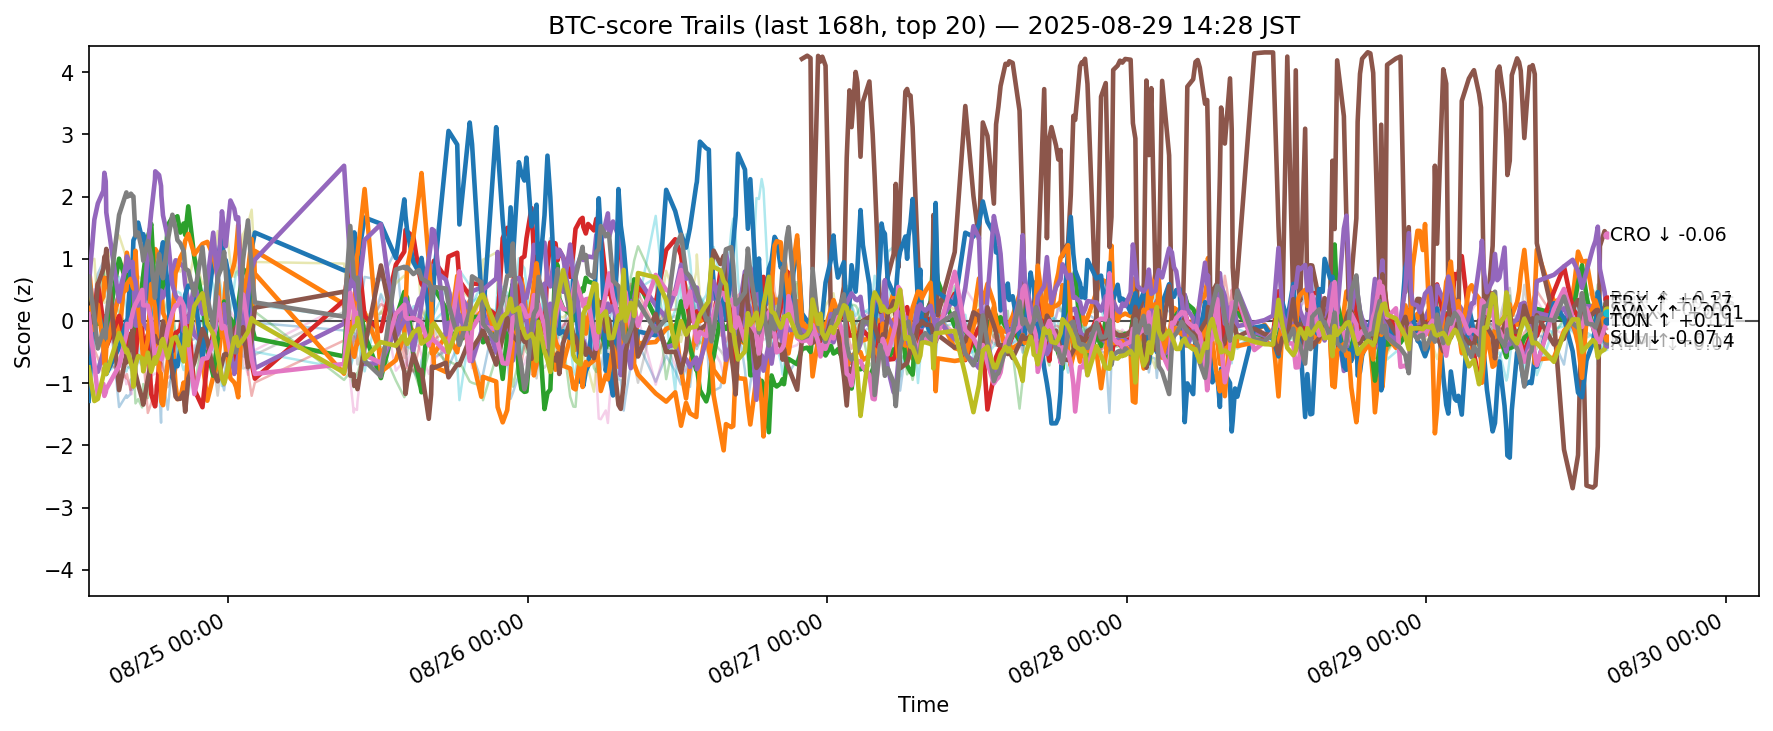 BTC-score Trails (last 168h, top 20) — 2025-08-29 14:28 JST
Score (z)
4
3
2
1
0
−1
−2
−3
−4
CRO ↓ -0.06
TON ↑ +0.11
SUI ↑ -0.07
08/25 00:00
08/26 00:00
08/27 00:00
08/28 00:00
08/29 00:00
08/30 00:00
Time